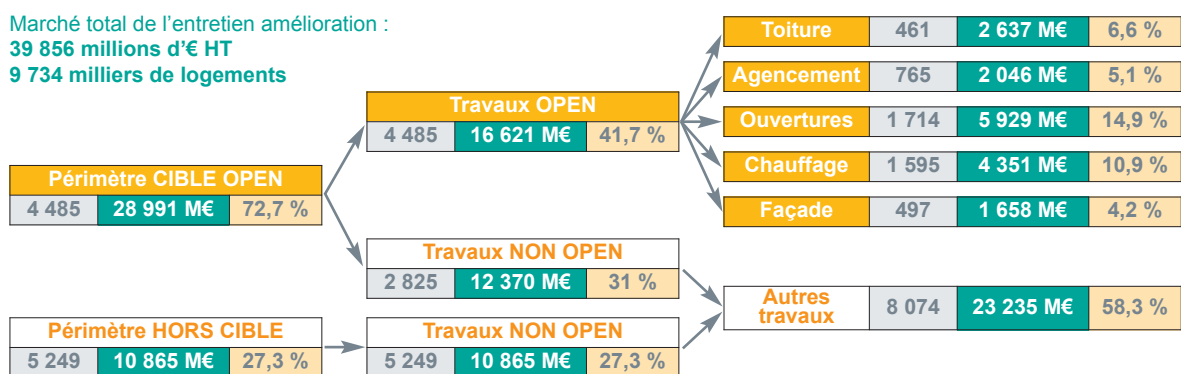 Marché total de l’entretien amélioration :
39 856 millions d’€ HT
9 734 milliers de logements
Périmètre CIBLE OPEN
4 485 28 991 M€ 72,7 %
Périmètre HORS CIBLE
5 249 10 865 M€ 27,3 %
Travaux OPEN
4 485 16 621 M€ 41,7 %
Travaux NON OPEN
2 825 12 370 M€ 31 %
Travaux NON OPEN
5 249 10 865 M€ 27,3 %
Toiture 461 2 637 M€ 6,6 %
Agencement 765 2 046 M€ 5,1 %
Ouvertures 1 714 5 929 M€ 14,9 %
Chauffage 1 595 4 351 M€ 10,9 %
Façade 497 1 658 M€ 4,2 %
Autres
travaux 8 074 23 235 M€ 58,3 %